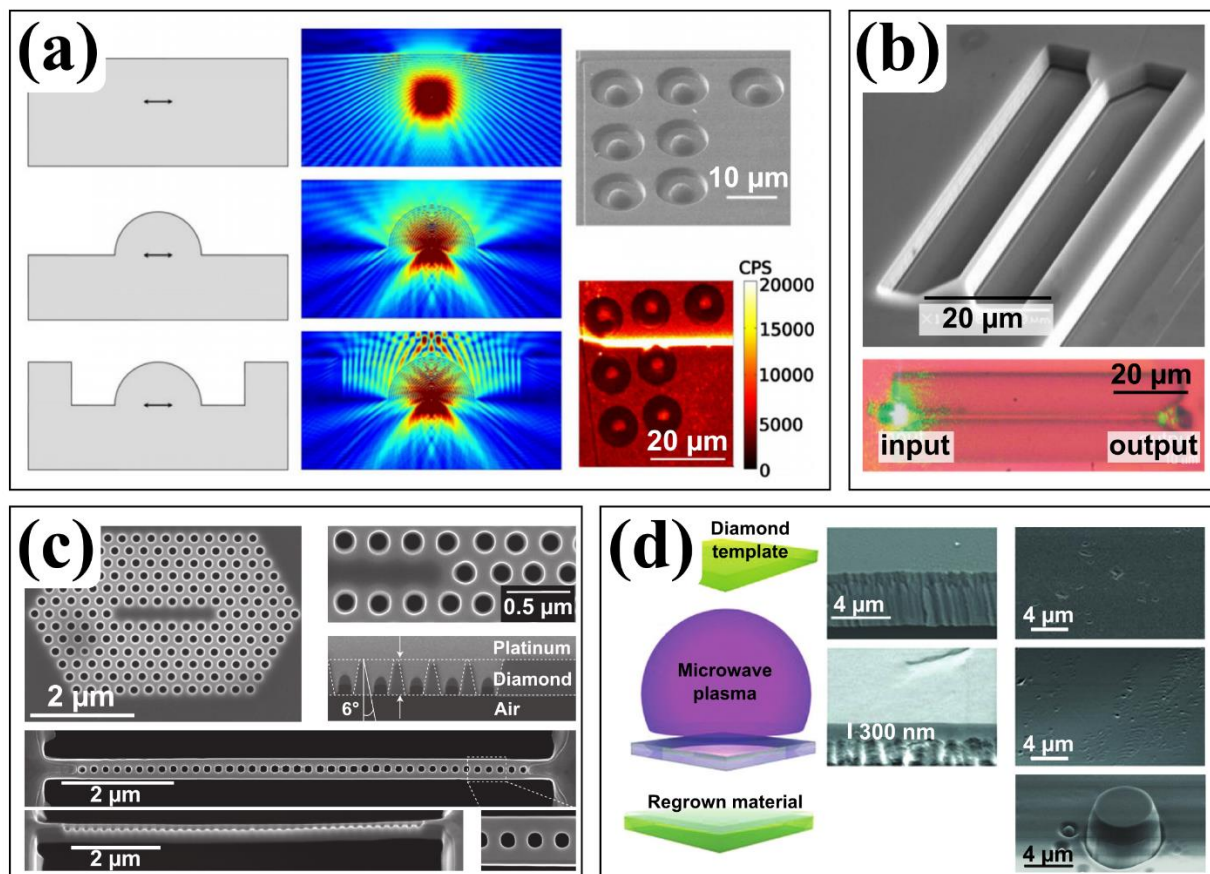 (a)
10 µm
CPS
20000
15000
10000
5000
0
20 µm
(b)
20 µm
20 µm
input
output
(c)
2 µm
0.5 µm
Platinum
Diamond
Air
6°
2 µm
2 µm
(d)
Diamond
template
Microwave
plasma
Regrown material
4 µm
300 nm
4 µm
4 µm
4 µm